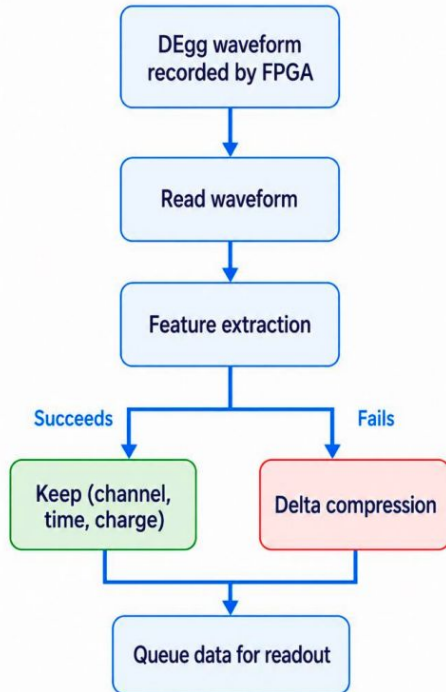 DEgg waveform
recorded by FPGA
Read waveform
Feature extraction
Succeeds
Fails
Keep (channel,
time, charge)
Delta compression
Queue data for readout